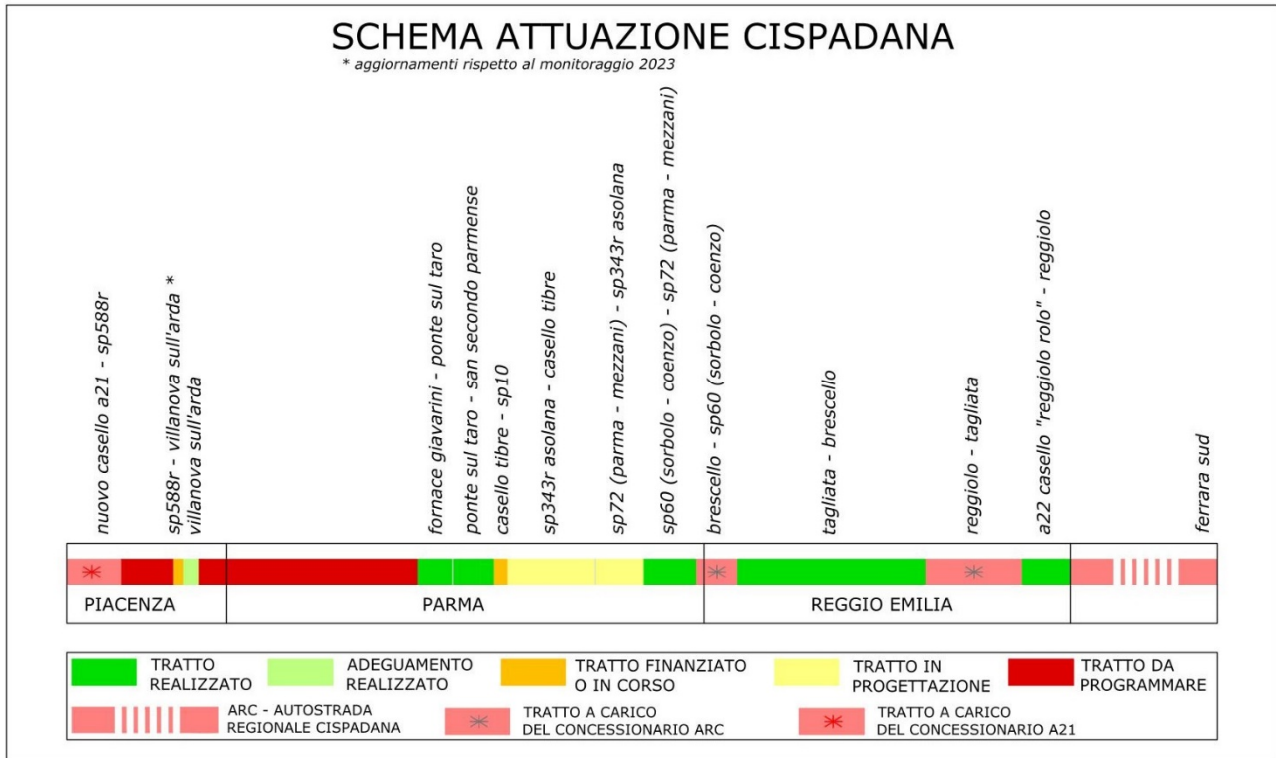 SCHEMA ATTUAZIONE CISPADANA
* aggiornamenti rispetto al monitoraggio 2023
nuovo casello a21 - sp588r
sp588r - villanova sull'arda *
villanova sull'arda
fornace giavarini - ponte sul taro
ponte sul taro - san secondo parmense
casello tibre - sp10
sp343r asolana - casello tibre
sp72 (parma - mezzani) - sp343r asolana
sp60 (sorbolo - coenzo) - sp72 (parma - mezzani)
brescello - sp60 (sorbolo - coenzo)
tagliata - brescello
reggiolo - tagliata
a22 casello "reggiolo rolo" - reggiolo
ferrara sud
PIACENZA
PARMA
REGGIO EMILIA
TRATTO
REALIZZATO
ADEGUAMENTO
REALIZZATO
TRATTO FINANZIATO
O IN CORSO
TRATTO IN
PROGETTAZIONE
TRATTO DA
PROGRAMMARE
ARC - AUTOSTRADA
REGIONALE CISPADANA
TRATTO A CARICO
DEL CONCESSIONARIO ARC
TRATTO A CARICO
DEL CONCESSIONARIO A21